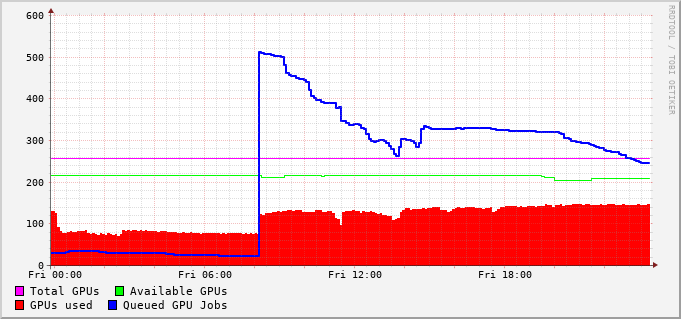 600
500
400
300
200
100
0
Fri 00:00 Fri 06:00 Fri 12:00 Fri 18:00
Total GPUs Available GPUs
GPUs used Queued GPU Jobs
RRDTOOL / TOBI OETIKER